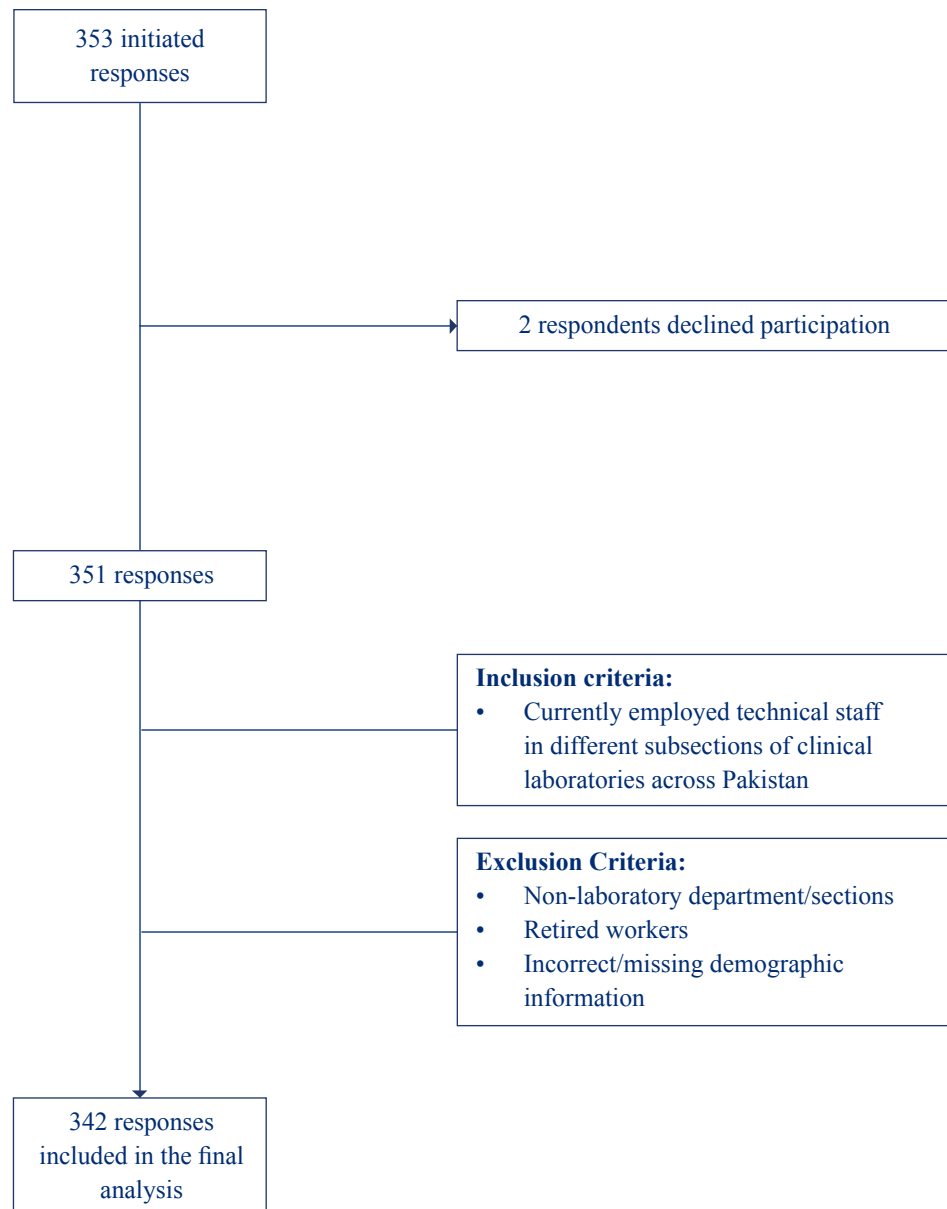 353 initiated
responses
2 respondents declined participation
351 responses
Inclusion criteria:
• Currently employed technical staff
in different subsections of clinical
laboratories across Pakistan
Exclusion Criteria:
• Non-laboratory department/sections
• Retired workers
• Incorrect/missing demographic
information
342 responses
included in the final
analysis